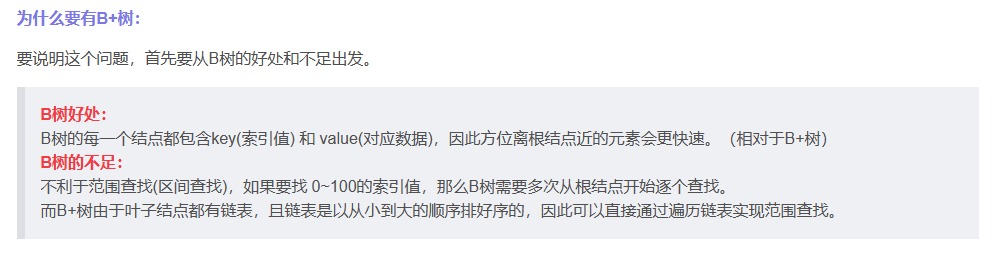 为什么要有B+树：
要说明这个问题，首先要从B树的好处和不足出发。
B树好处：
B树的每一个结点都包含key(索引值) 和 value(对应数据)，因此方位离根结点近的元素会更快速。（相对于B+树）
B树的不足：
不利于范围查找(区间查找)，如果要找 0~100的索引值，那么B树需要多次从根结点开始逐个查找。
而B+树由于叶子结点都有链表，且链表是以从小到大的顺序排好序的，因此可以直接通过遍历链表实现范围查找。